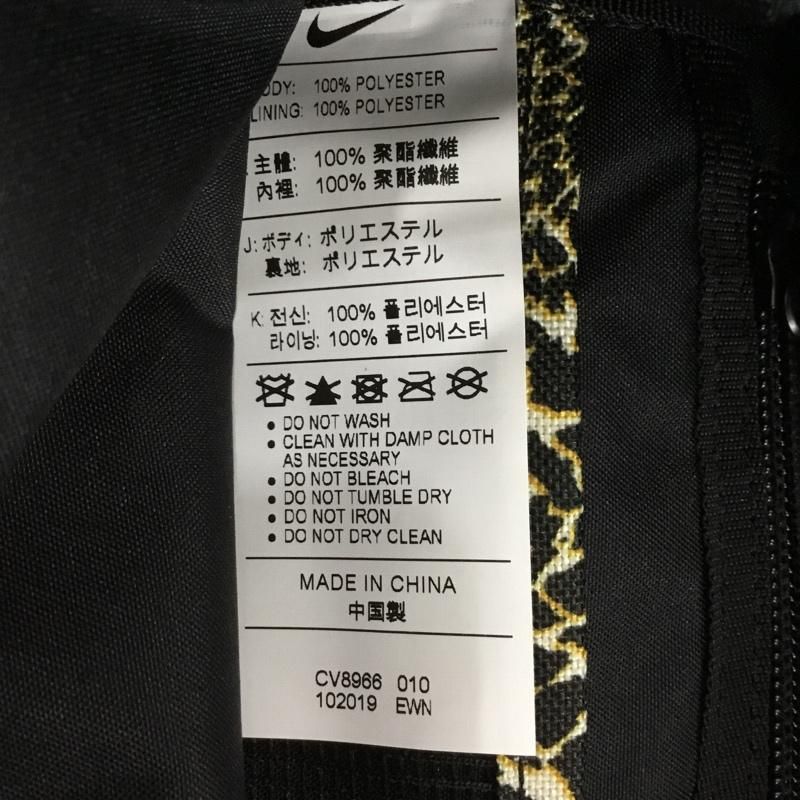 ODY: 100% POLYESTER
LINING: 100% POLYESTER
主體: 100% 聚酯纖維
內裡: 100% 聚酯纖維
J: ボディ: ポリエステル
裏地: ポリエステル
K: 전신: 100% 폴리에스터
라이닝: 100% 폴리에스터
• DO NOT WASH
• CLEAN WITH DAMP CLOTH
AS NECESSARY
• DO NOT BLEACH
• DO NOT TUMBLE DRY
• DO NOT IRON
• DO NOT DRY CLEAN
MADE IN CHINA
中国製
CV8966 010
102019 EWN